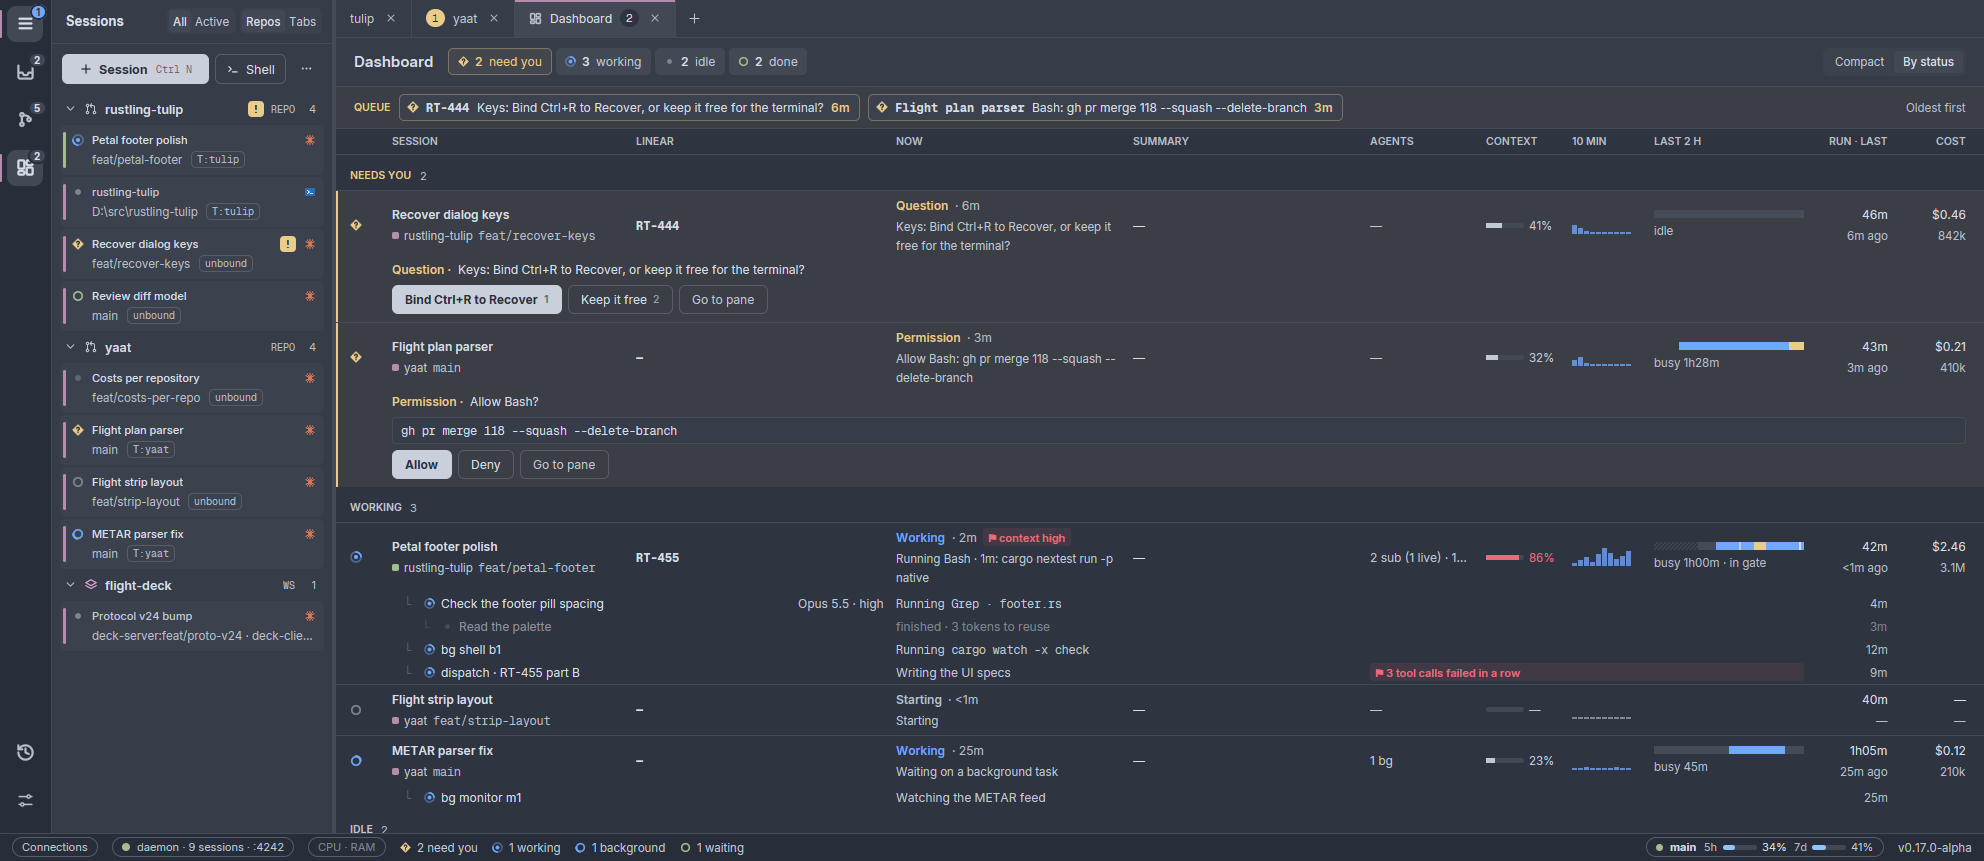 1
2
5
2
Sessions
All Active
Repos Tabs
+ Session Ctrl N
Shell
...
rustling-tulip ! REPO 4
Petal footer polish
feat/petal-footer T:tulip
rustling-tulip
D:\src\rustling-tulip T:tulip
Recover dialog keys !
feat/recover-keys unbound
Review diff model
main unbound
yaat REPO 4
Costs per repository
feat/costs-per-repo unbound
Flight plan parser
main T:yaat
Flight strip layout
feat/strip-layout unbound
METAR parser fix
main T:yaat
flight-deck WS 1
Protocol v24 bump
deck-server:feat/proto-v24 · deck-clie...
tulip × 1 yaat × Dashboard 2 × +
Dashboard ? 2 need you 3 working 2 idle 2 done
Compact By status
QUEUE ? RT-444 Keys: Bind Ctrl+R to Recover, or keep it free for the terminal? 6m ? Flight plan parser Bash: gh pr merge 118 --squash --delete-branch 3m
Oldest first
SESSION LINEAR NOW SUMMARY AGENTS CONTEXT 10 MIN LAST 2 H RUN · LAST COST
NEEDS YOU 2
Recover dialog keys
rustling-tulip feat/recover-keys
RT-444
Question · 6m
Keys: Bind Ctrl+R to Recover, or keep it
free for the terminal?
—
—
41%
idle
46m
6m ago
$0.46
842k
Question · Keys: Bind Ctrl+R to Recover, or keep it free for the terminal?
Bind Ctrl+R to Recover 1 Keep it free 2 Go to pane
Flight plan parser
yaat main
–
Permission · 3m
Allow Bash: gh pr merge 118 --squash --
delete-branch
—
—
32%
busy 1h28m
43m
3m ago
$0.21
410k
Permission · Allow Bash?
gh pr merge 118 --squash --delete-branch
Allow Deny Go to pane
WORKING 3
Petal footer polish
rustling-tulip feat/petal-footer
RT-455
Working · 2m context high
Running Bash · 1m: cargo nextest run -p
native
—
2 sub (1 live) · 1...
86%
busy 1h00m · in gate
42m
<1m ago
$2.46
3.1M
Check the footer pill spacing Opus 5.5 · high Running Grep · footer.rs 4m
Read the palette finished · 3 tokens to reuse 3m
bg shell b1 Running cargo watch -x check 12m
dispatch · RT-455 part B Writing the UI specs 3 tool calls failed in a row 9m
Flight strip layout
yaat feat/strip-layout
–
Starting · <1m
Starting
—
—
—
40m
—
—
—
METAR parser fix
yaat main
–
Working · 25m
Waiting on a background task
—
1 bg
23%
busy 45m
1h05m
25m ago
$0.12
210k
bg monitor m1 Watching the METAR feed 25m
IDLE 2
Connections daemon · 9 sessions · :4242 CPU · RAM ? 2 need you 1 working 1 background 1 waiting
main 5h 34% 7d 41% v0.17.0-alpha